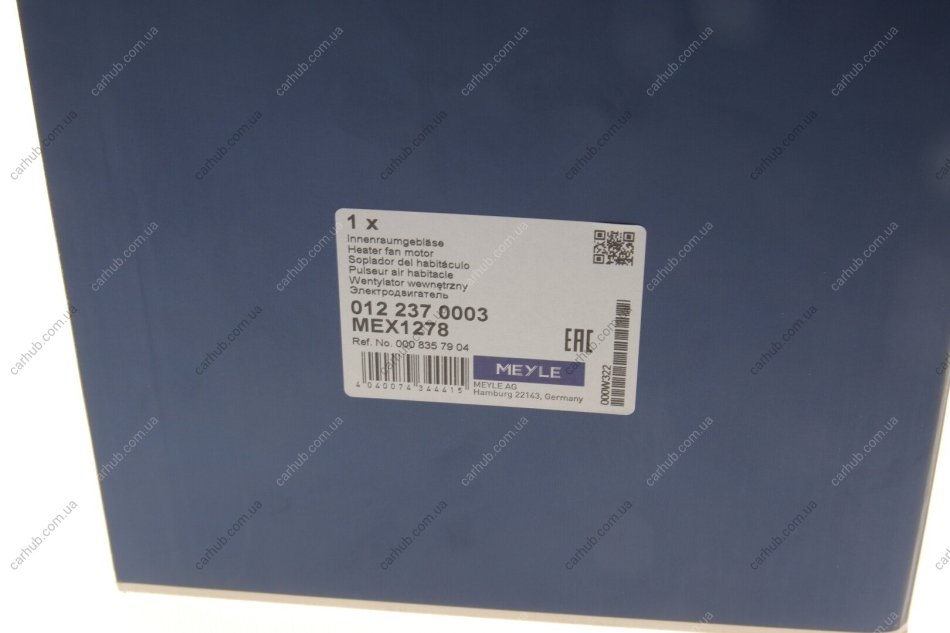 1 x
Innenraumgebläse
Heater fan motor
Soplador del habitáculo
Pulseur air habitacle
Wentylator wewnętrzny
Электродвигатель
012 237 0003
MEX1278
Ref. No. 000 835 79 04
EAC
MEYLE
4 040074 344415
MEYLE AG
Hamburg 22143, Germany
000W322
carhub.com.ua